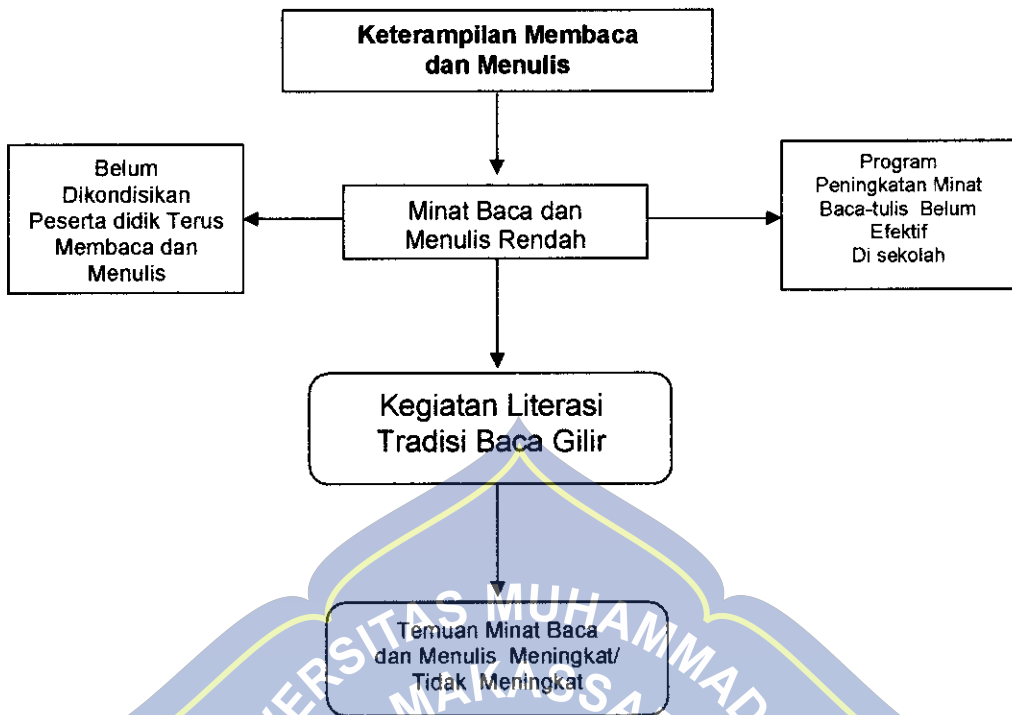 Keterampilan Membaca
dan Menulis
Belum
Dikondisikan
Peserta didik Terus
Membaca dan
Menulis
Minat Baca dan
Menulis Rendah
Program
Peningkatan Minat
Baca-tulis Belum
Efektif
Di sekolah
Kegiatan Literasi
Tradisi Baca Gilir
Temuan Minat Baca
dan Menulis Meningkat/
Tidak Meningkat